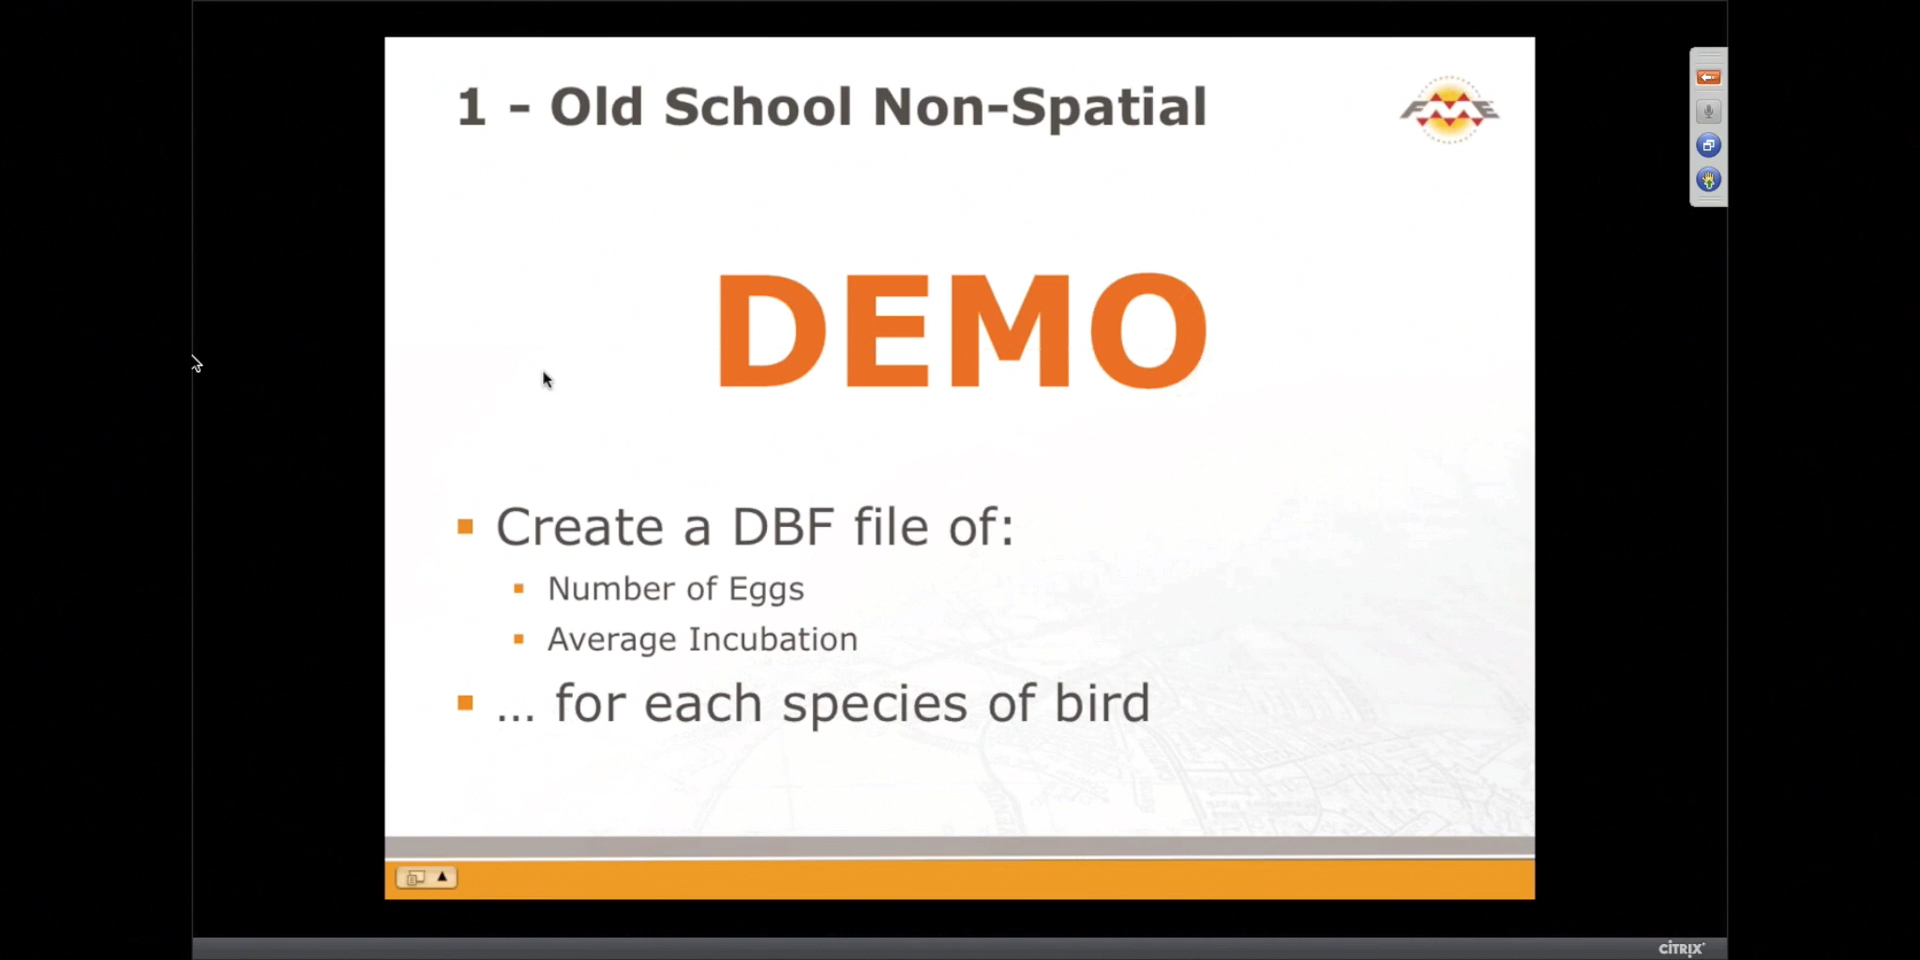 1 - Old School Non-Spatial
FME
DEMO
Create a DBF file of:
Number of Eggs
Average Incubation
... for each species of bird
CITRIX